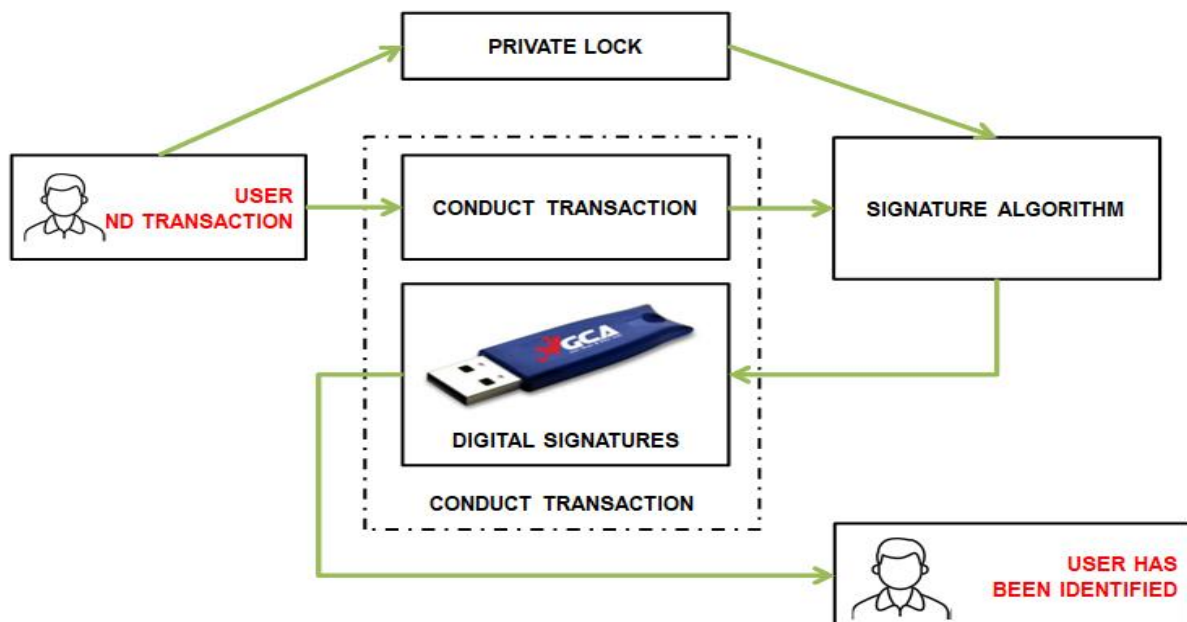 PRIVATE LOCK
USER
ND TRANSACTION
CONDUCT TRANSACTION
SIGNATURE ALGORITHM
GCA
DIGITAL SIGNATURES
CONDUCT TRANSACTION
USER HAS
BEEN IDENTIFIED